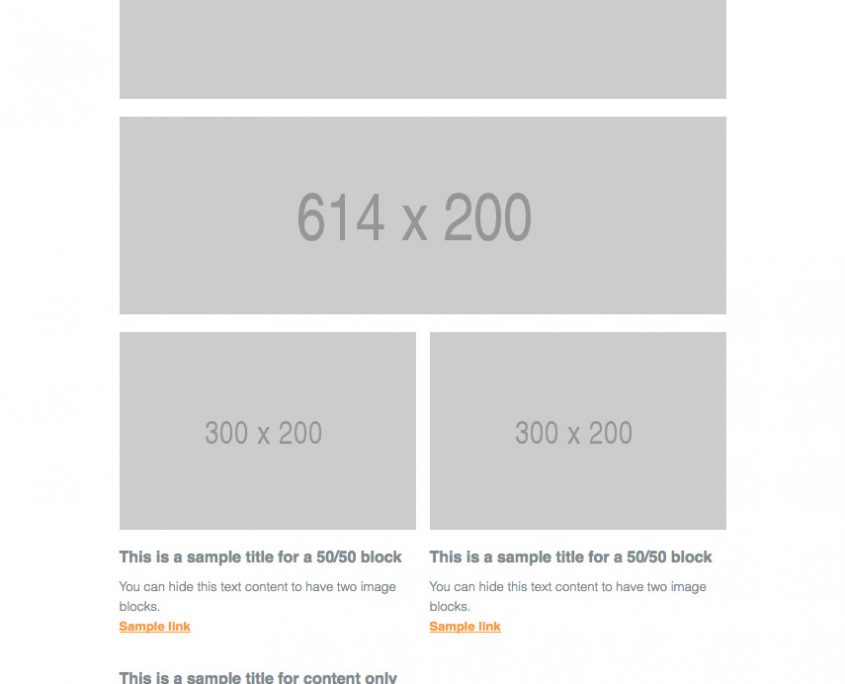 614 x 200
300 x 200
300 x 200
This is a sample title for a 50/50 block
You can hide this text content to have two image
blocks.
Sample link
This is a sample title for a 50/50 block
You can hide this text content to have two image
blocks.
Sample link
This is a sample title for content only